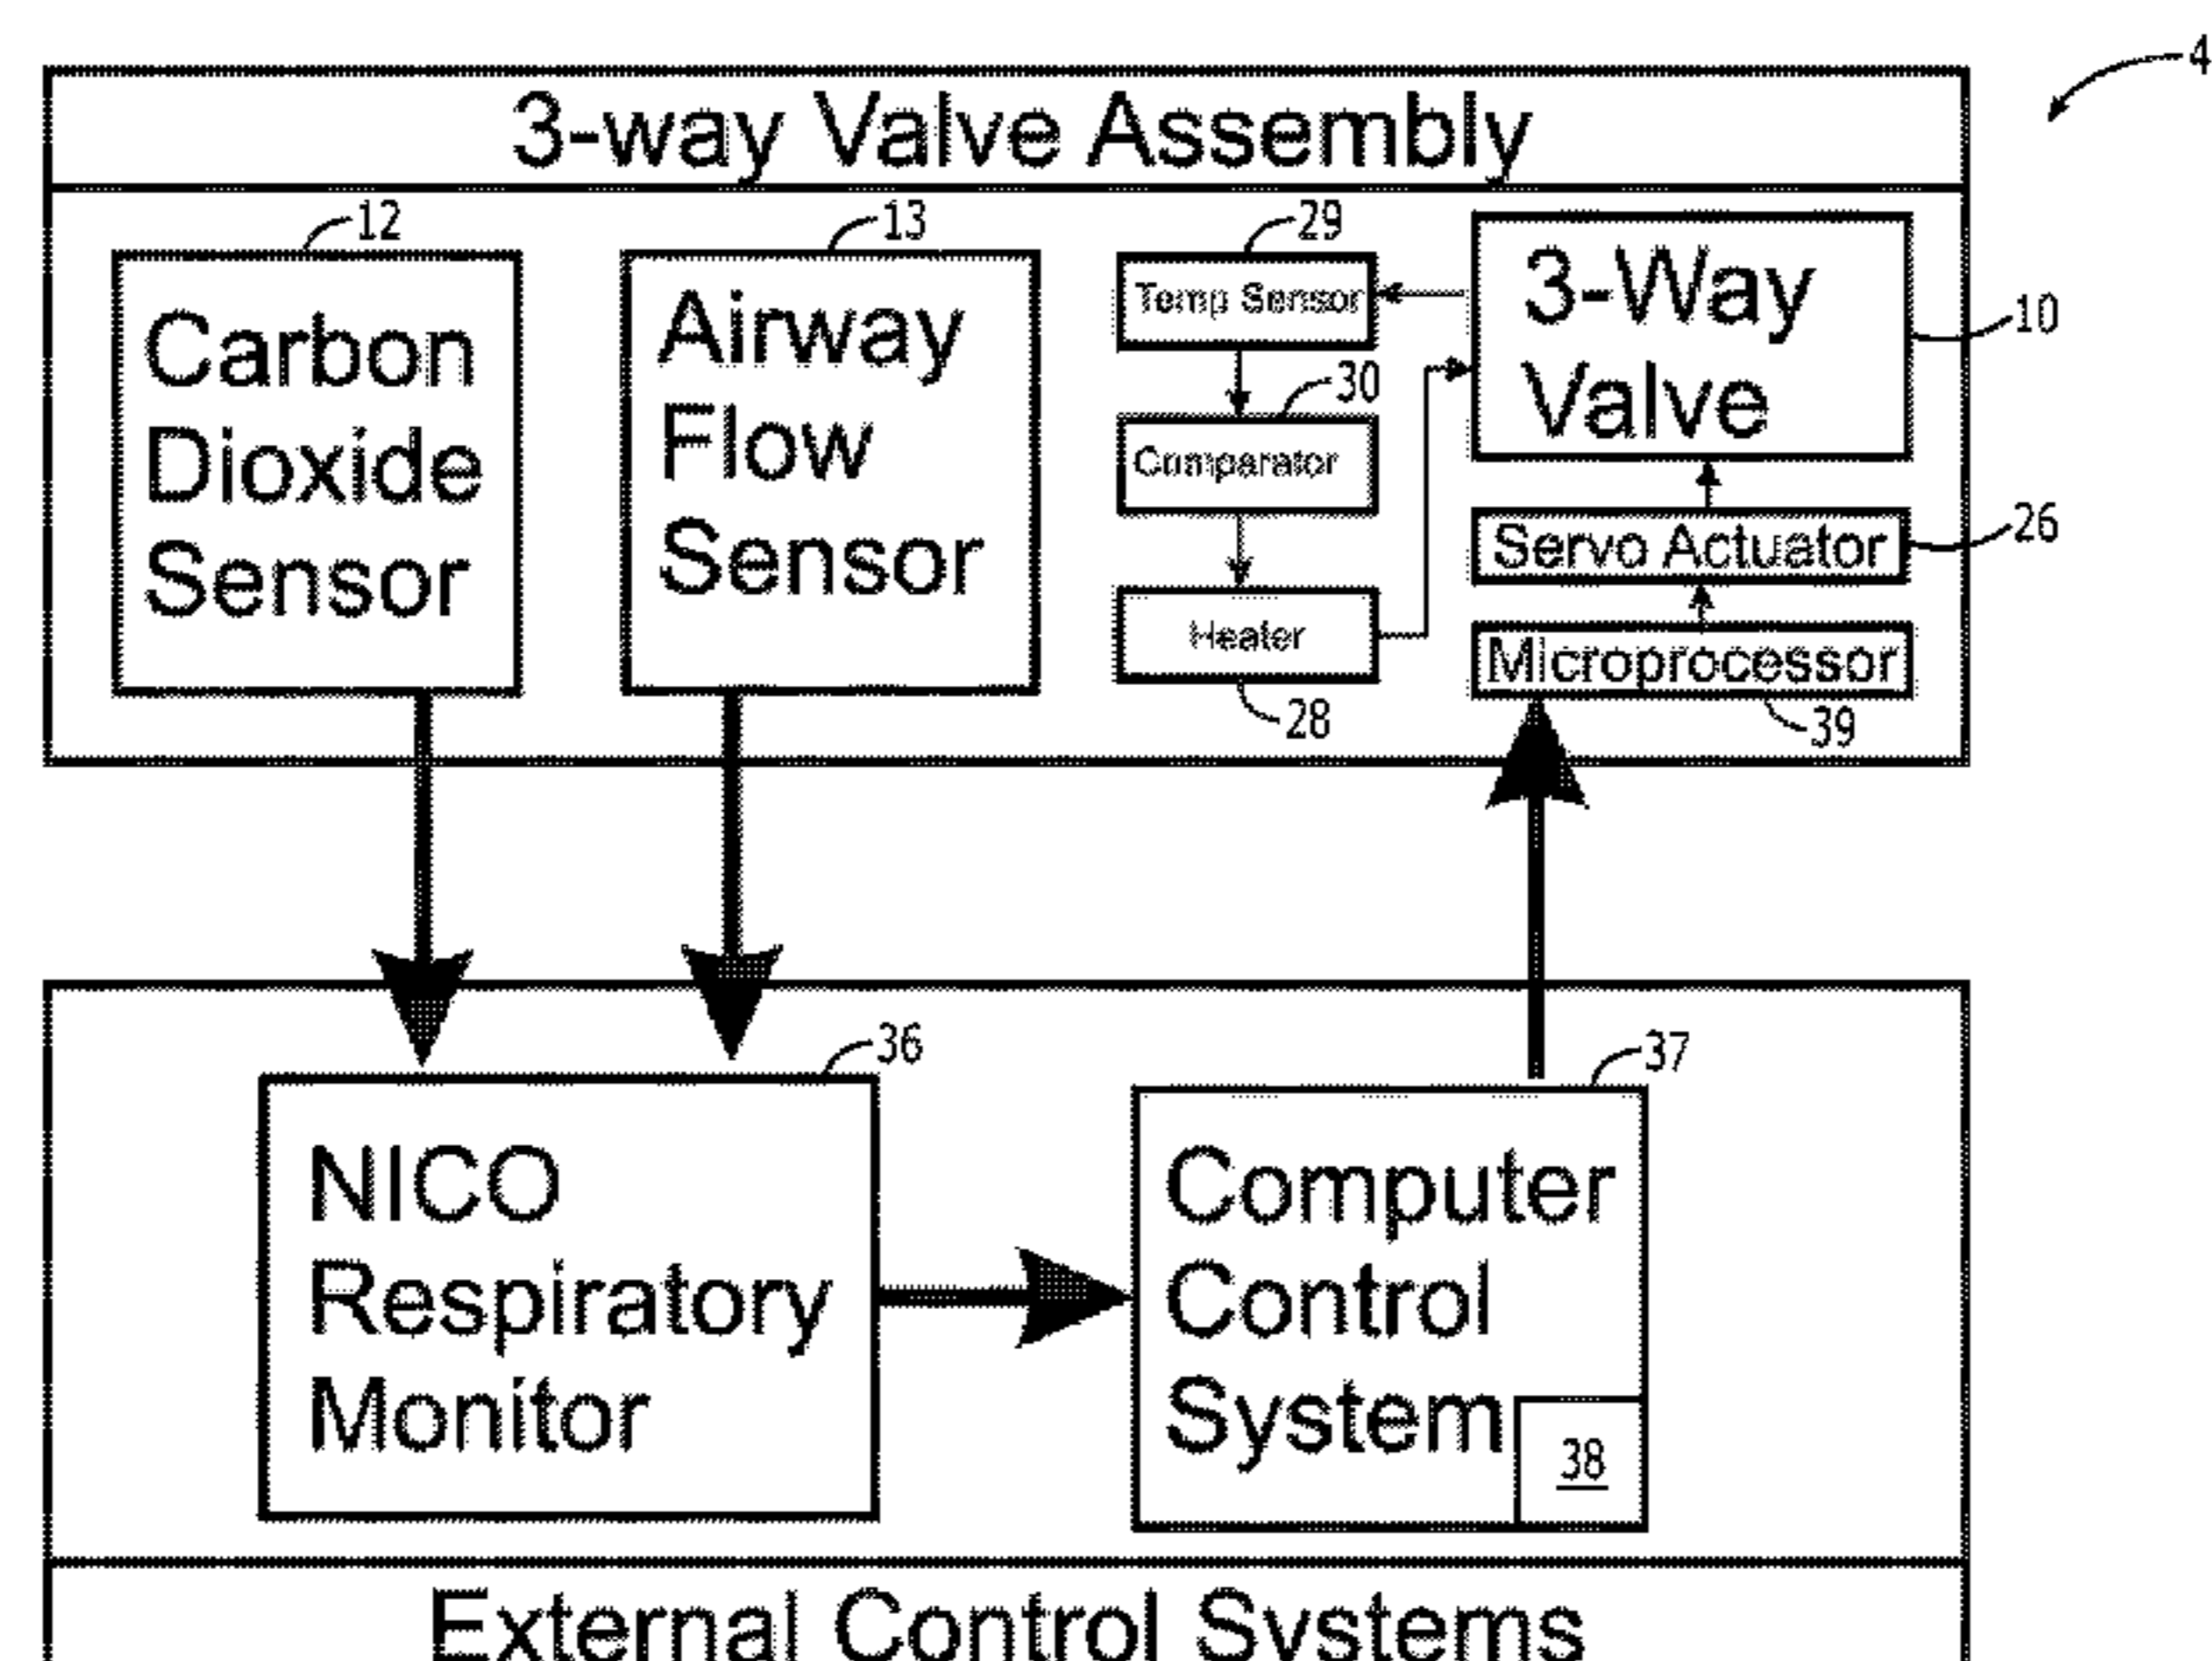 4
3-way Valve Assembly
12
13
29
Carbon
Dioxide
Sensor
Airway
Flow
Sensor
Temp Sensor
30
Comparator
Heater
28
3-Way
Valve
10
Servo Actuator
26
Microprocessor
39
36
NICO
Respiratory
Monitor
37
Computer
Control
System
38
External Control Systems